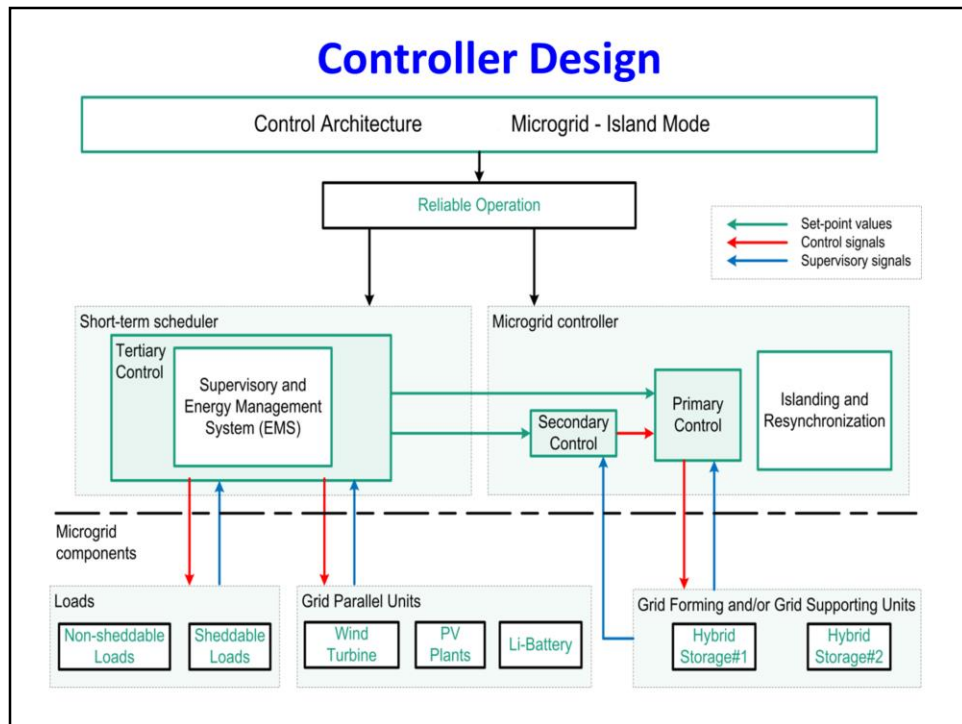 Controller Design
Control Architecture Microgrid - Island Mode
Reliable Operation
Set-point values
Control signals
Supervisory signals
Short-term scheduler
Tertiary
Control
Supervisory and
Energy Management
System (EMS)
Microgrid controller
Secondary
Control
Primary
Control
Islanding and
Resynchronization
Microgrid
components
Loads
Non-sheddable
Loads
Sheddable
Loads
Grid Parallel Units
Wind
Turbine
PV
Plants
Li-Battery
Grid Forming and/or Grid Supporting Units
Hybrid
Storage#1
Hybrid
Storage#2